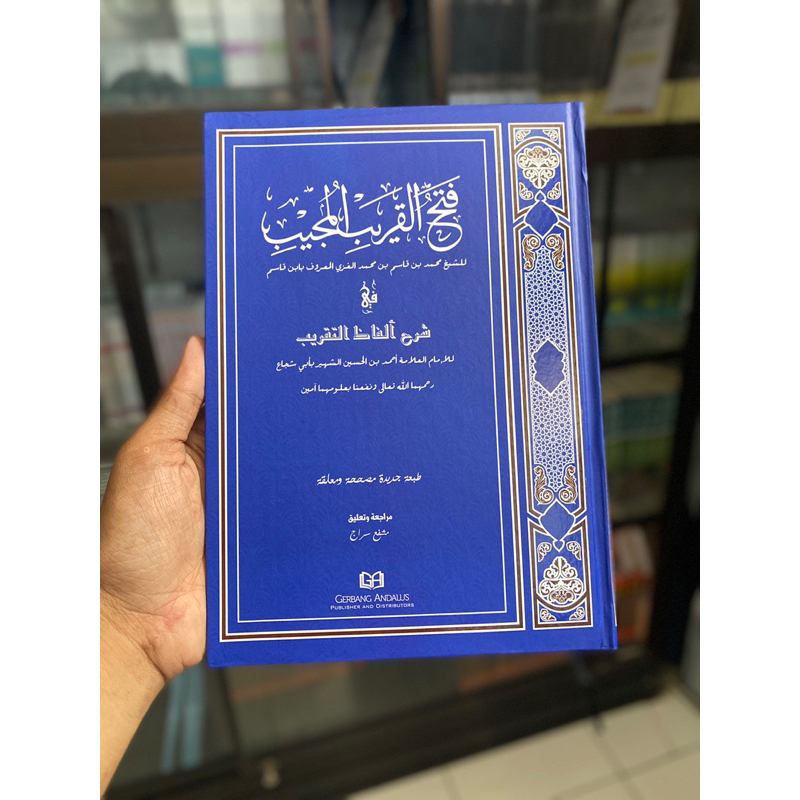 فتح القريب المجيب
للشيخ محمد بن قاسم بن محمد الغزي المعروف بابن قاسم
في
شرح ألفاظ التقريب
للإمام العلامة أحمد بن الحسين الشهير بأبي شجاع
رحمهما الله تعالى ونفعنا بعلومهما آمين
طبعة جديدة مصححة ومعلقة
مراجعة وتعليق
مشفع سراج
GERBANG ANDALUS
PUBLISHER AND DISTRIBUTORS